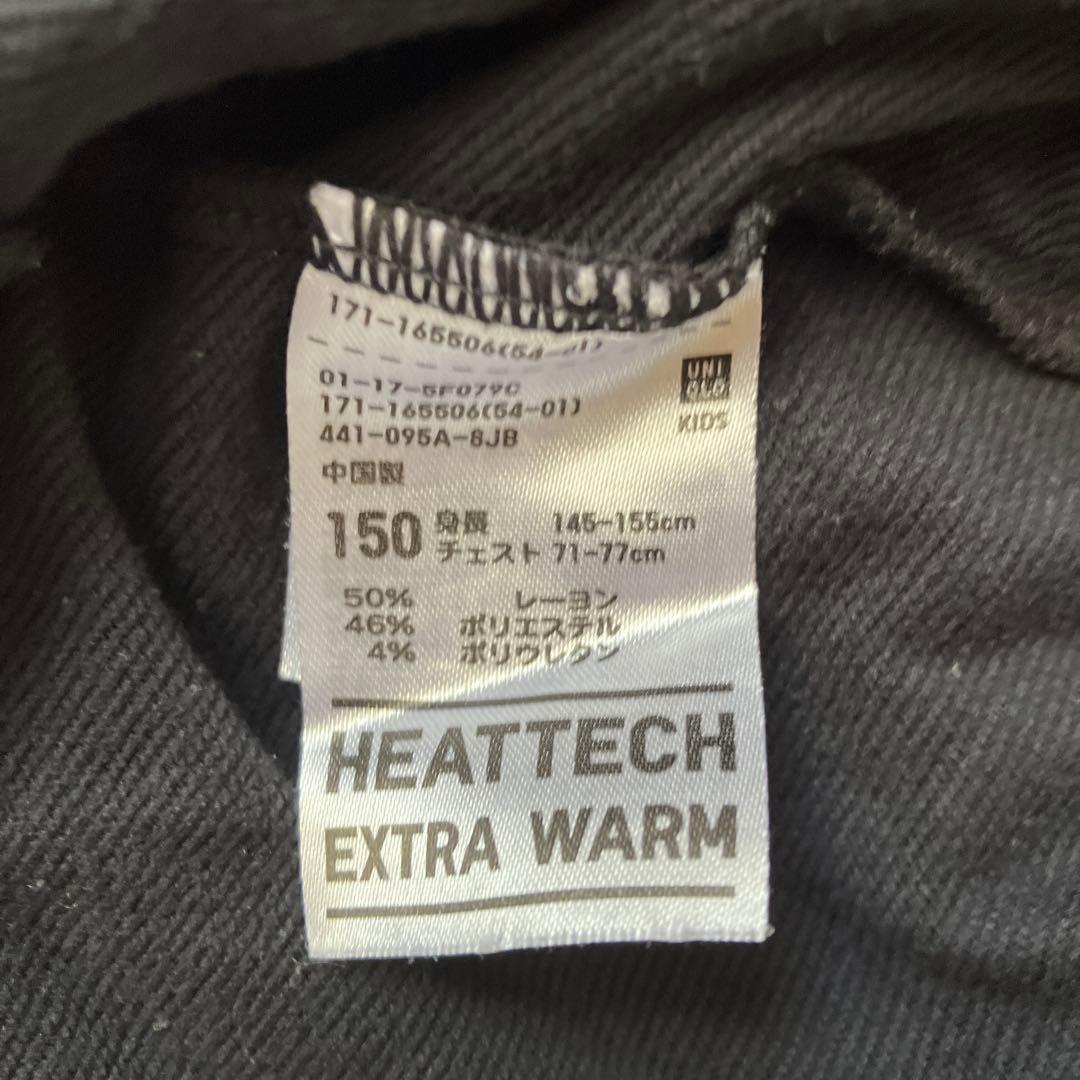 171-165506(54-01)
01-17-5F079C
171-165506(54-01)
441-095A-8JB
UNI
QLO
KIDS
中国製
150 身長 145-155cm
チェスト 71-77cm
50% レーヨン
46% ポリエステル
4% ポリウレタン
HEATTECH
EXTRA WARM